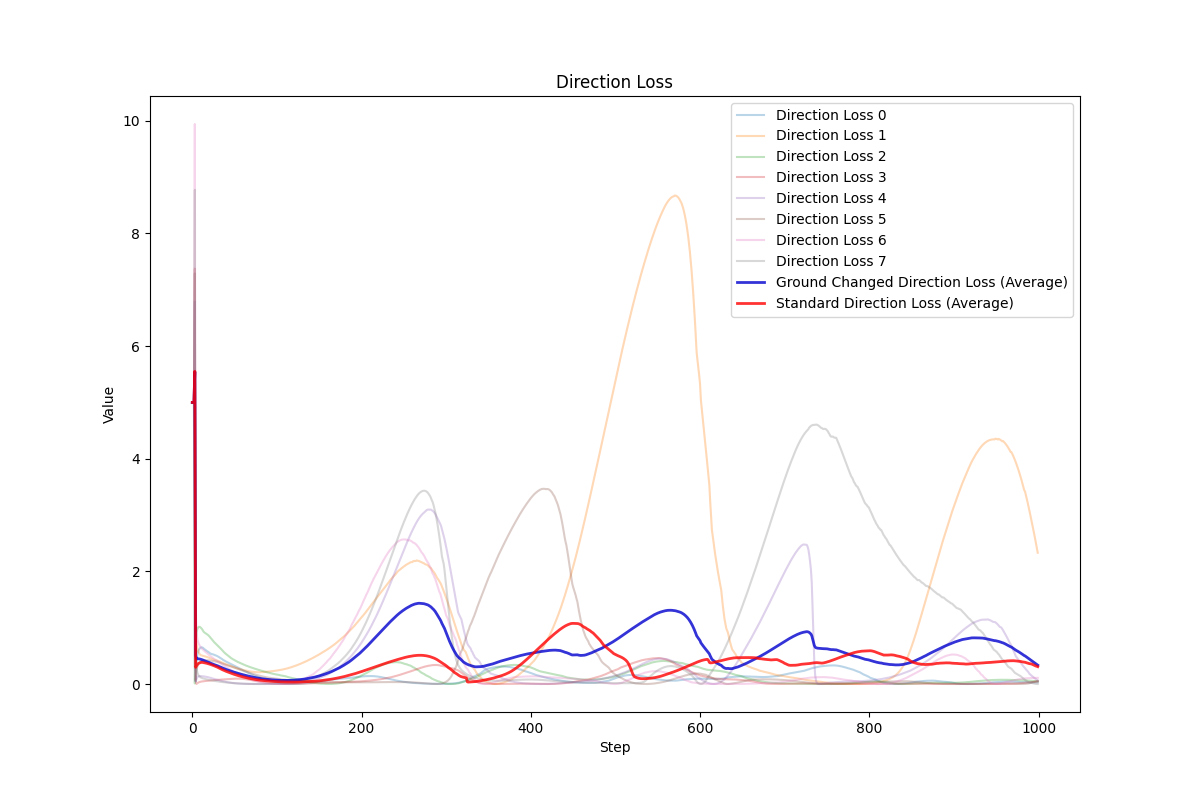 Direction Loss
Value
10
8
6
4
2
0
Direction Loss 0
Direction Loss 1
Direction Loss 2
Direction Loss 3
Direction Loss 4
Direction Loss 5
Direction Loss 6
Direction Loss 7
Ground Changed Direction Loss (Average)
Standard Direction Loss (Average)
0 200 400 600 800 1000
Step